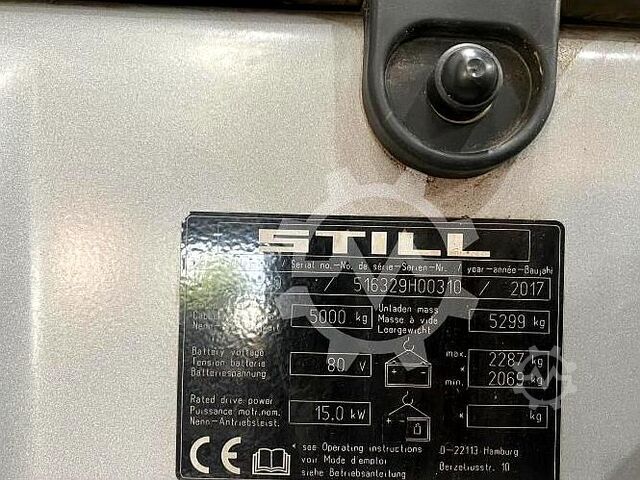 STILL
/ Serial no.-No. de série-Serien-Nr. / year-année-Baujahr
/ 516329H00310 / 2017
5000 kg
Unladen mass
Masse à vide
Leergewicht
5299 kg
Nenn-
Battery voltage
Tension batterie
Batteriespannung
80 V
max. 2287 kg
* *
min. 2069 kg
Rated drive power
Puissance motr.nom.
Nenn-Antriebsleist.
15.0 kW
* kg
CE
* see Operating instructions
voir Mode d'emploi
siehe Betriebsanleitung
D-22113 Hamburg
Berzeliusstr. 10